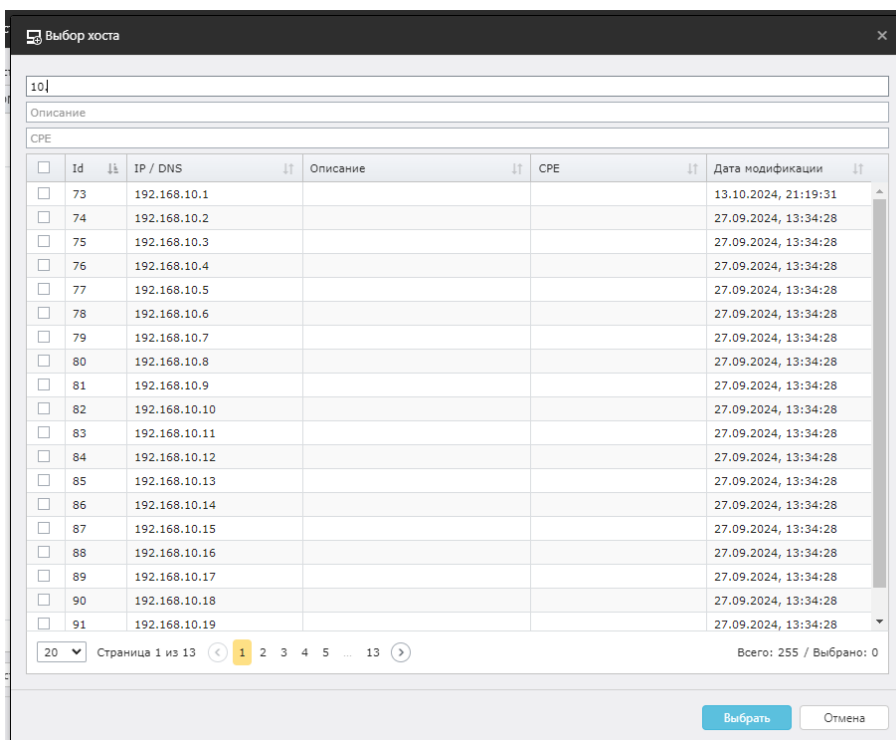 Выбор хоста
10.
Описание
CPE
Id IP / DNS Описание CPE Дата модификации
73 192.168.10.1 13.10.2024, 21:19:31
74 192.168.10.2 27.09.2024, 13:34:28
75 192.168.10.3 27.09.2024, 13:34:28
76 192.168.10.4 27.09.2024, 13:34:28
77 192.168.10.5 27.09.2024, 13:34:28
78 192.168.10.6 27.09.2024, 13:34:28
79 192.168.10.7 27.09.2024, 13:34:28
80 192.168.10.8 27.09.2024, 13:34:28
81 192.168.10.9 27.09.2024, 13:34:28
82 192.168.10.10 27.09.2024, 13:34:28
83 192.168.10.11 27.09.2024, 13:34:28
84 192.168.10.12 27.09.2024, 13:34:28
85 192.168.10.13 27.09.2024, 13:34:28
86 192.168.10.14 27.09.2024, 13:34:28
87 192.168.10.15 27.09.2024, 13:34:28
88 192.168.10.16 27.09.2024, 13:34:28
89 192.168.10.17 27.09.2024, 13:34:28
90 192.168.10.18 27.09.2024, 13:34:28
91 192.168.10.19 27.09.2024, 13:34:28
20 Страница 1 из 13 1 2 3 4 5 ... 13 Всего: 255 / Выбрано: 0
Выбрать Отмена